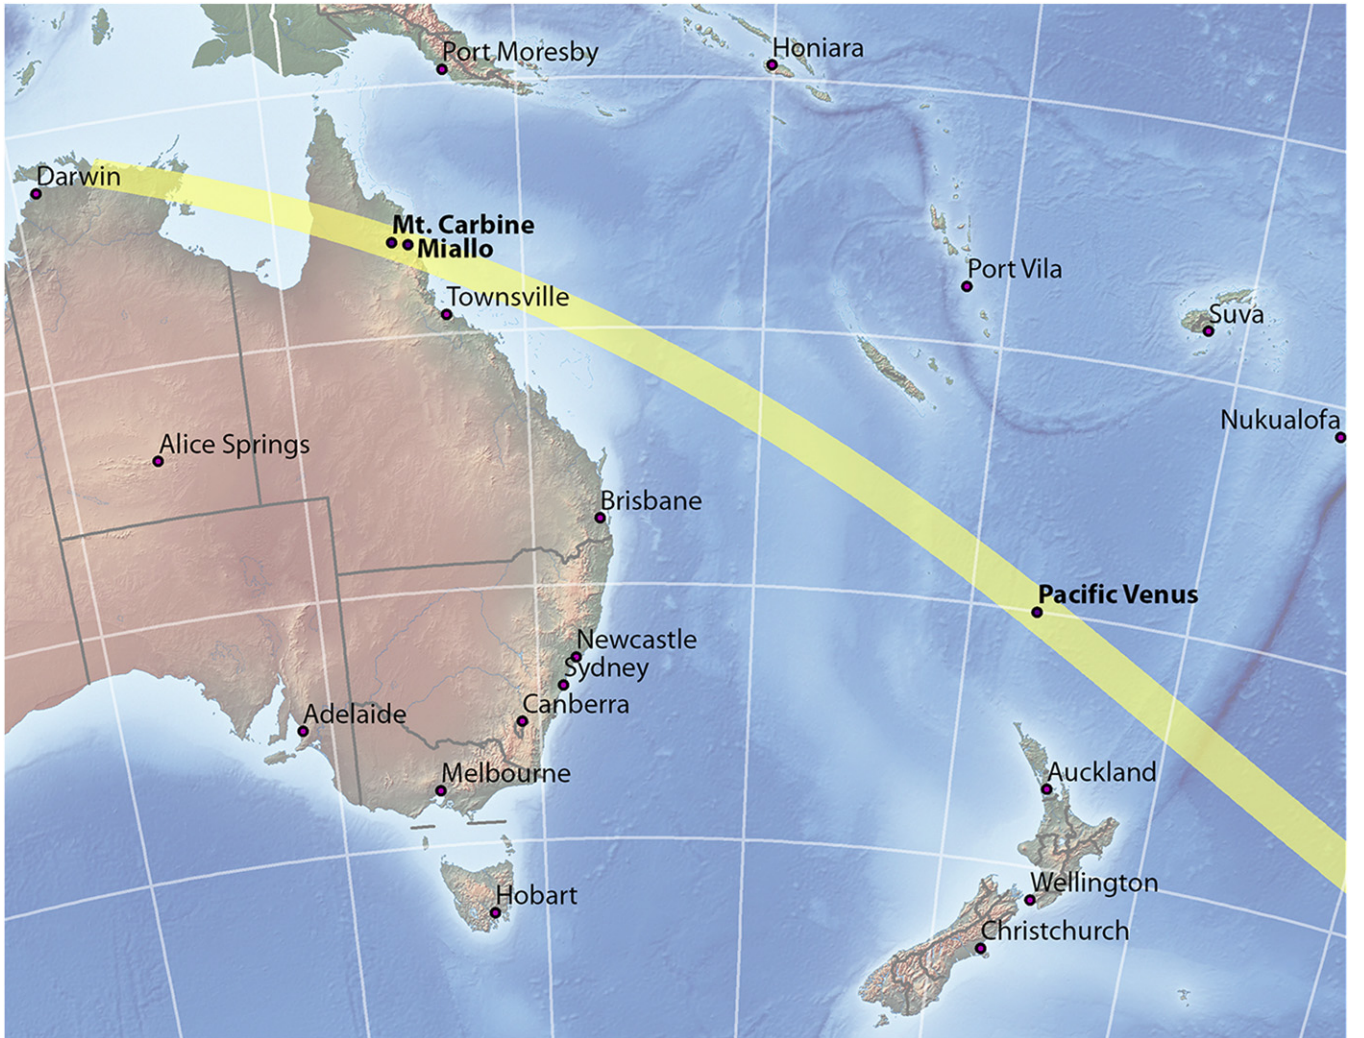 Port Moresby
Honiara
Darwin
Mt. Carbine
Miallo
Port Vila
Townsville
Suva
Nukualofa
Alice Springs
Brisbane
Pacific Venus
Newcastle
Sydney
Canberra
Adelaide
Melbourne
Auckland
Wellington
Hobart
Christchurch